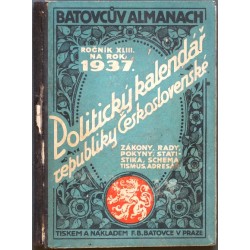 BATOVCŮV ALMANACH
ROČNÍK XLIII.
NA ROK
1937.
Politický kalendář
republiky Československé
ZÁKONY, RADY,
POKYNY, STATI-
STIKA, SCHEMA-
TISMUS, ADRESÁŘ
TISKEM A NÁKLADEM F. B. BATOVCE V PRAZE